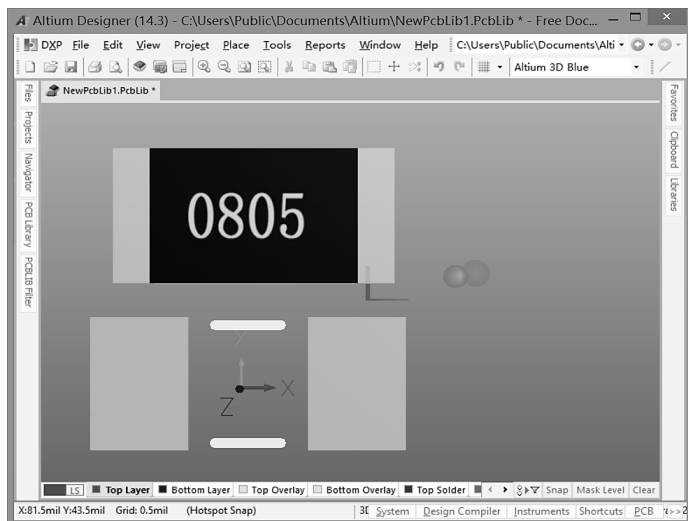 Altium Designer (14.3) - C:\Users\Public\Documents\Altium\NewPcbLib1.PcbLib * - Free Doc...
DXP File Edit View Project Place Tools Reports Window Help C:\Users\Public\Documents\Alti
Altium 3D Blue
NewPcbLib1.PcbLib *
Files
Projects
Navigator
PCB Library
PCBLIB Filter
Favorites
Clipboard
Libraries
0805
Y
X
Z
LS Top Layer Bottom Layer Top Overlay Bottom Overlay Top Solder Snap Mask Level Clear
X:81.5mil Y:43.5mil Grid: 0.5mil (Hotspot Snap) System Design Compiler Instruments Shortcuts PCB >>